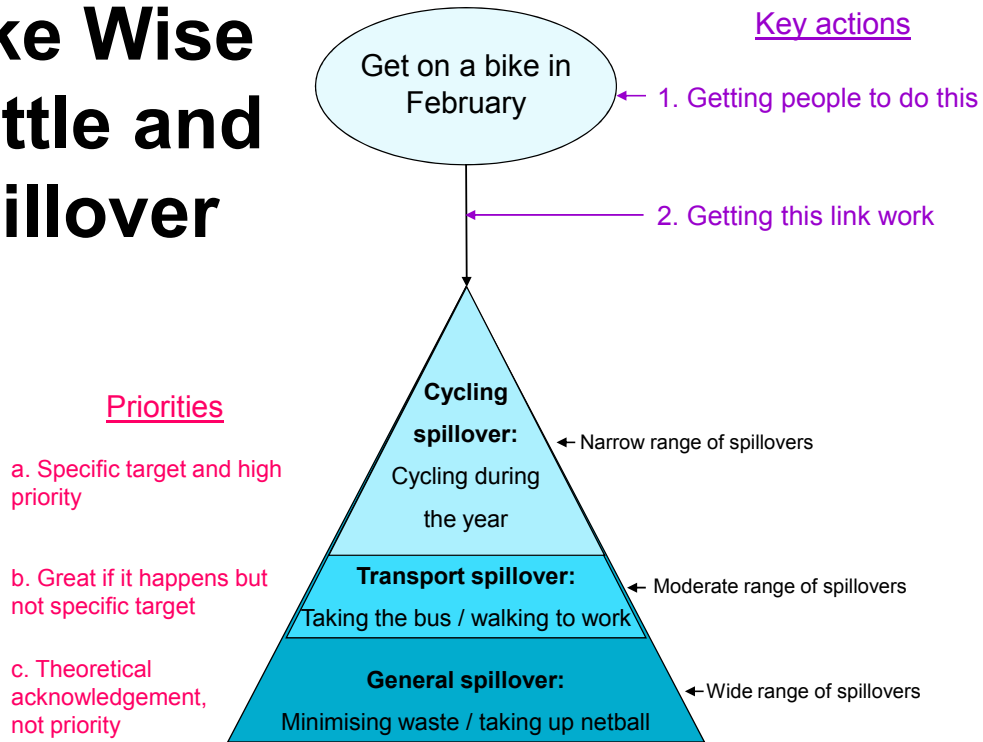 ke Wise
ttle and
illover
Get on a bike in
February
Key actions
1. Getting people to do this
2. Getting this link work
Priorities
a. Specific target and high
priority
b. Great if it happens but
not specific target
c. Theoretical
acknowledgement,
not priority
Cycling
spillover:
Cycling during
the year
Transport spillover:
Taking the bus / walking to work
General spillover:
Minimising waste / taking up netball
Narrow range of spillovers
Moderate range of spillovers
Wide range of spillovers